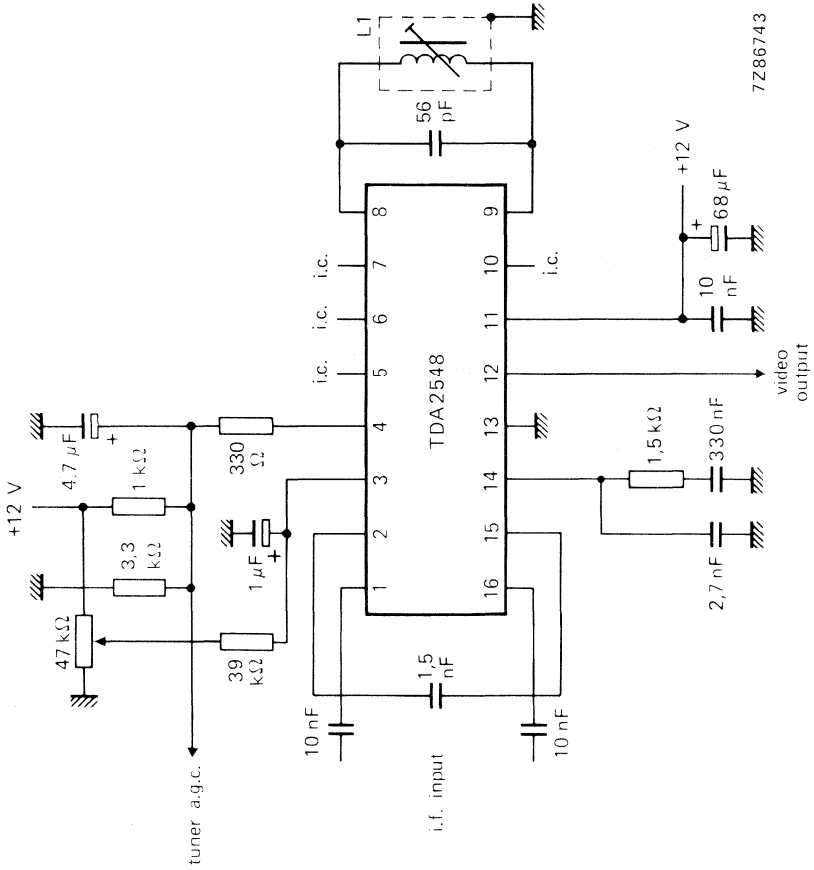 +12 V
4.7 µF
+
3,3
kΩ
1 kΩ
47 kΩ
1 µF
+
330
Ω
39
kΩ
tuner a.g.c.
L1
56
pF
i.c.
i.c.
i.c.
1
2
3
4
5
6
7
8
TDA2548
16
15
14
13
12
11
10
9
i.c.
10 nF
1,5
nF
10 nF
i.f. input
2,7 nF
1,5 kΩ
330 nF
video
output
10
nF
+
68 µF
+12 V
7Z86743